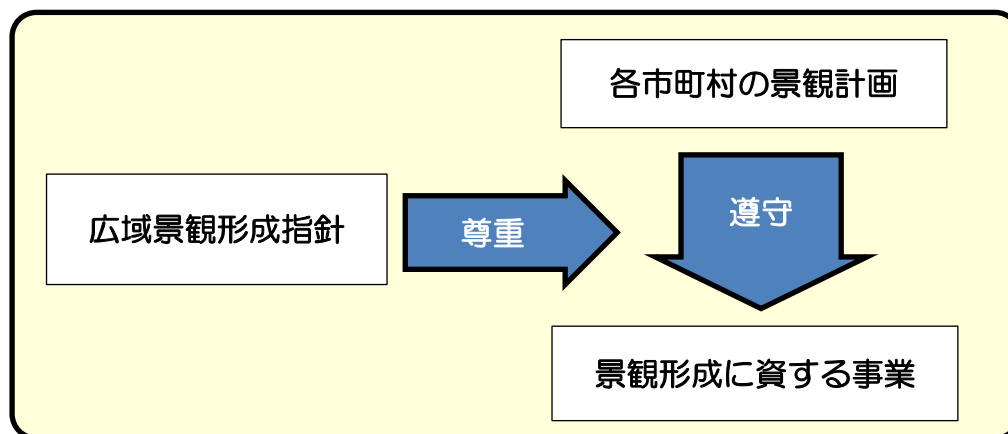 各市町村の景観計画
広域景観形成指針
尊重
遵守
景観形成に資する事業